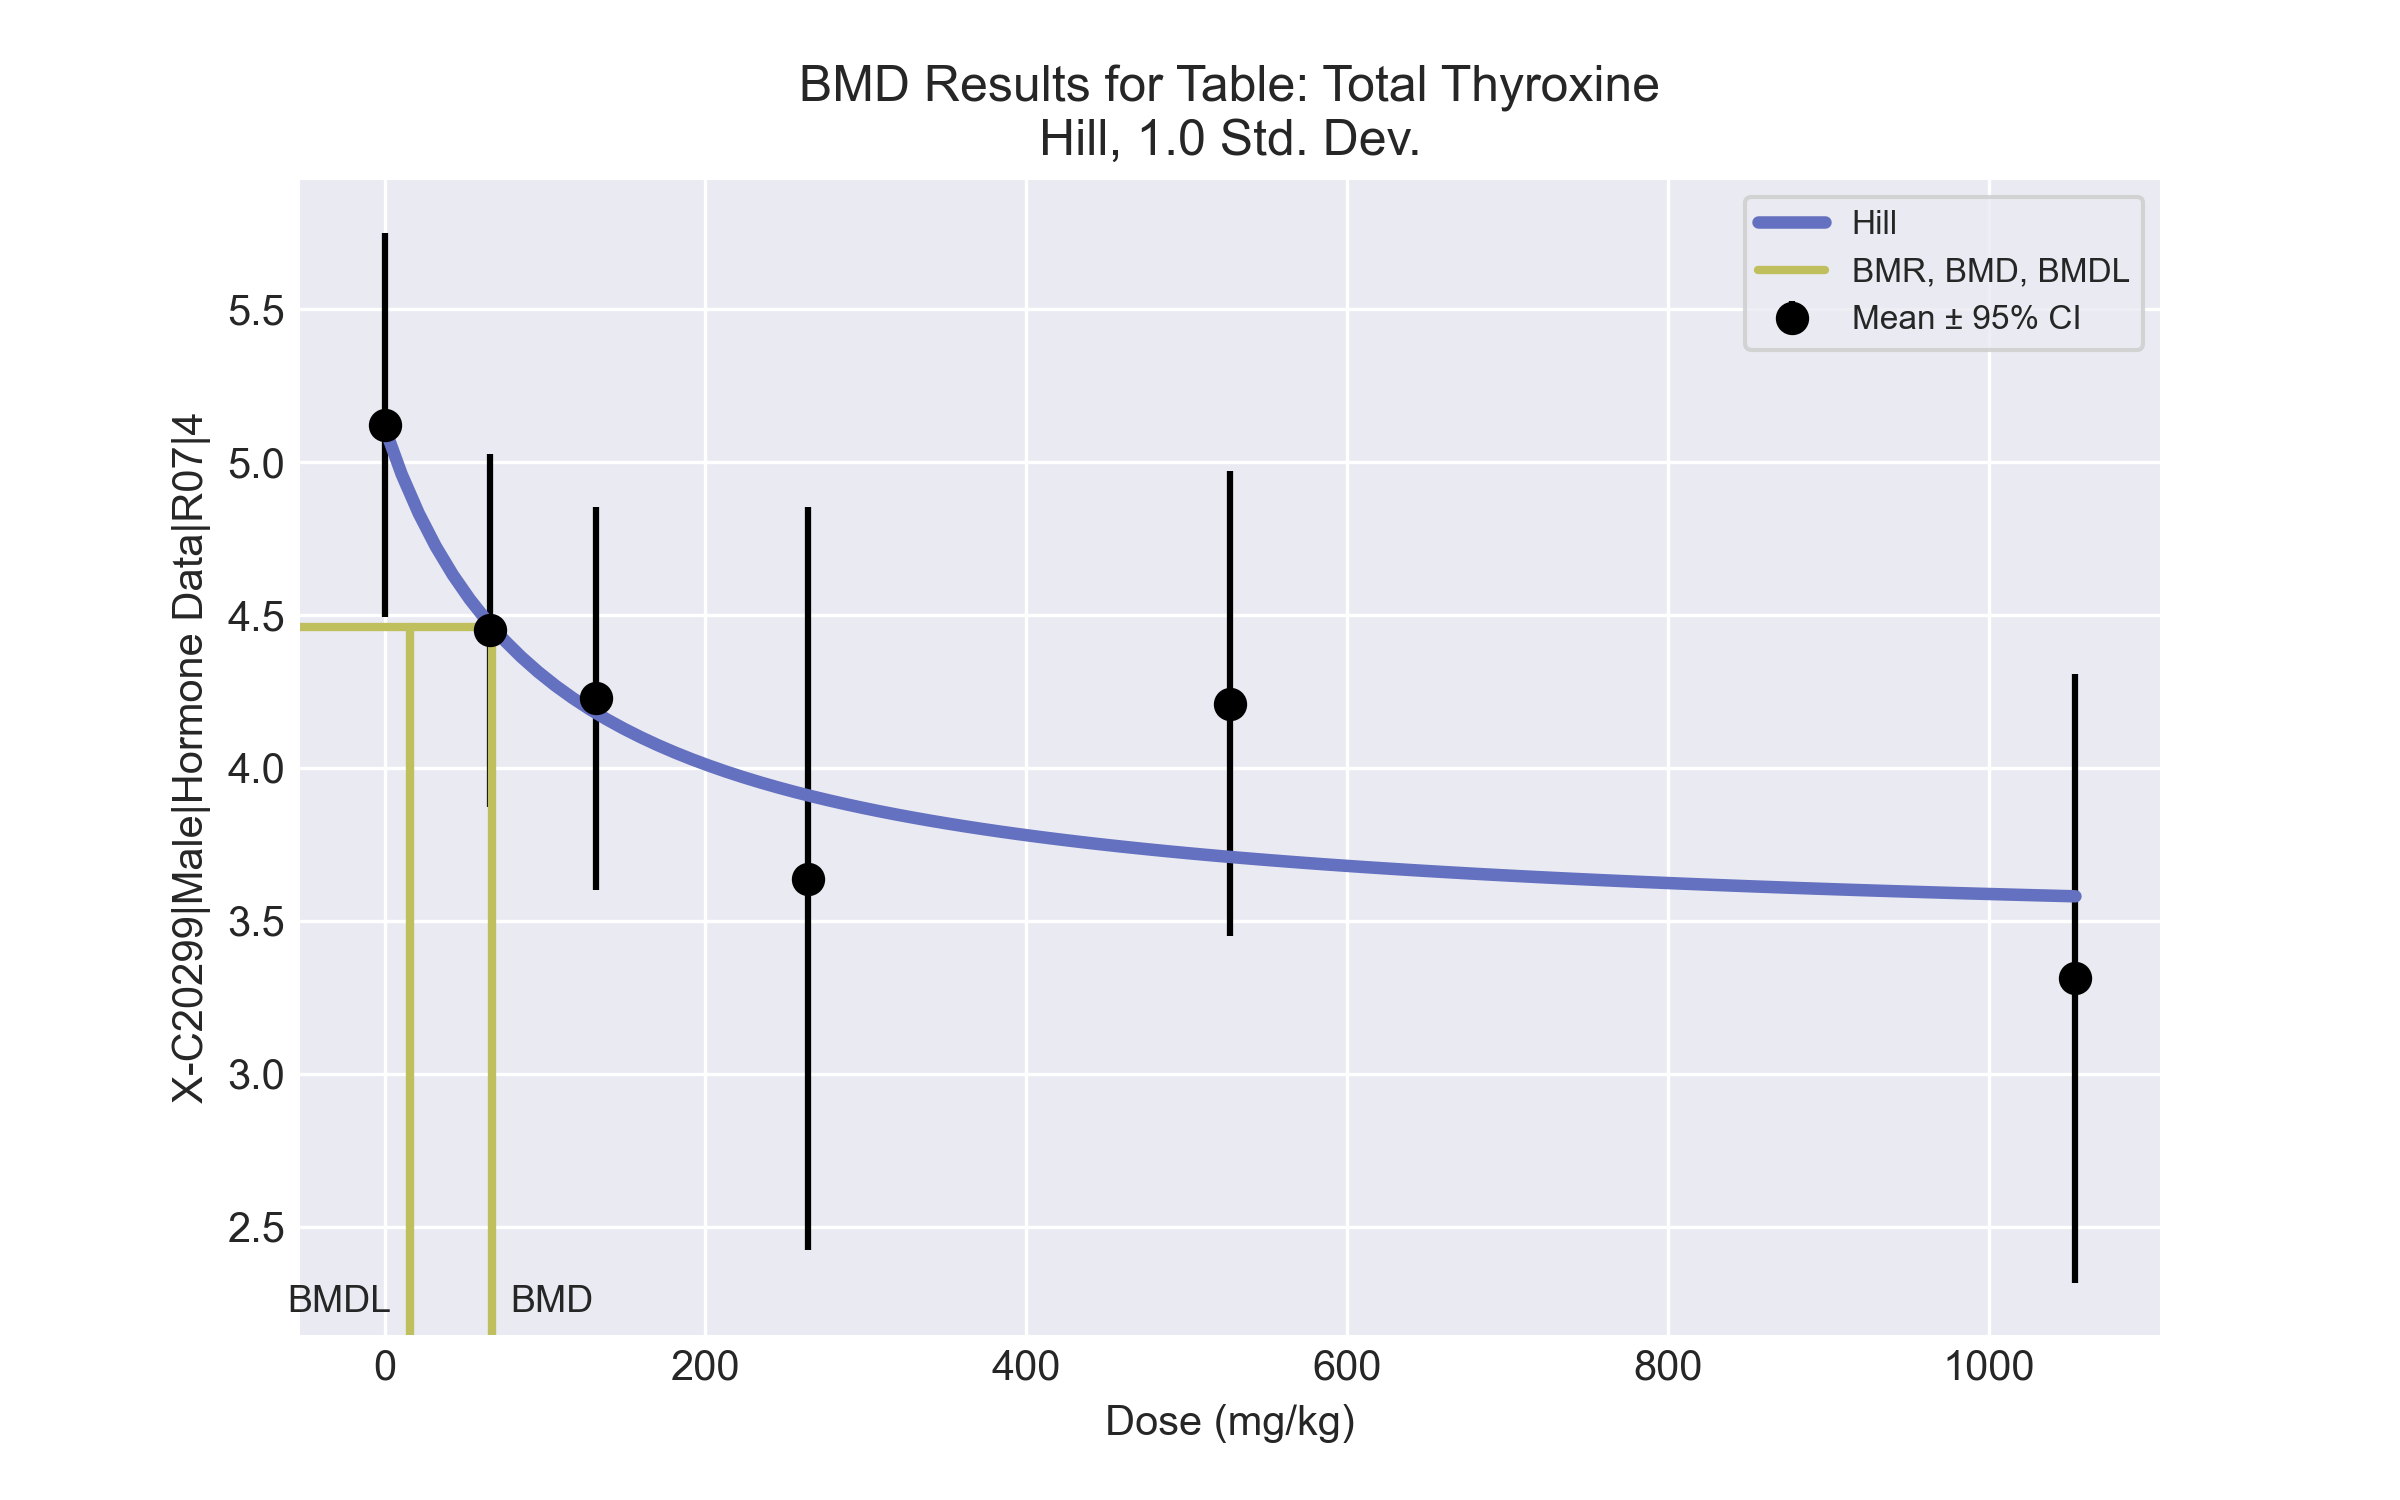 BMD Results for Table: Total Thyroxine
Hill, 1.0 Std. Dev.
Hill
BMR, BMD, BMDL
Mean ± 95% CI
X-C20299|Male|Hormone Data|R07|4
5.5
5.0
4.5
4.0
3.5
3.0
2.5
BMDL
BMD
0
200
400
600
800
1000
Dose (mg/kg)